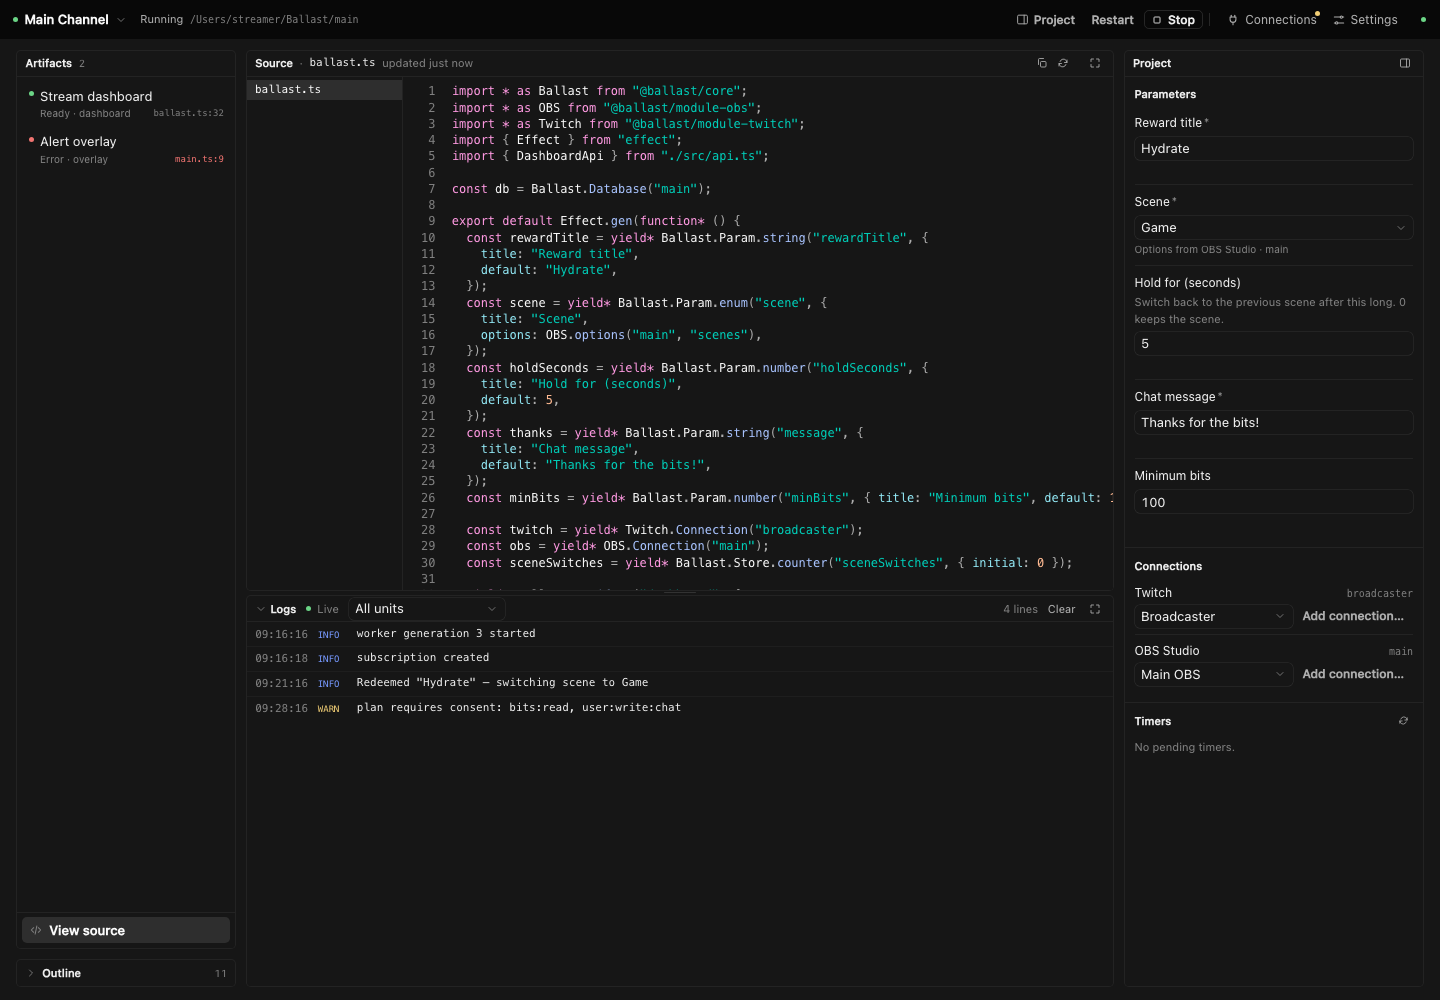 Main Channel
Running /Users/streamer/Ballast/main
Project
Restart
Stop
Connections
Settings
Artifacts 2
Stream dashboard
Ready · dashboard ballast.ts:32
Alert overlay
Error · overlay main.ts:9
View source
Outline 11
Source · ballast.ts updated just now
ballast.ts
1 import * as Ballast from "@ballast/core";
2 import * as OBS from "@ballast/module-obs";
3 import * as Twitch from "@ballast/module-twitch";
4 import { Effect } from "effect";
5 import { DashboardApi } from "./src/api.ts";
6
7 const db = Ballast.Database("main");
8
9 export default Effect.gen(function* () {
10 const rewardTitle = yield* Ballast.Param.string("rewardTitle", {
11 title: "Reward title",
12 default: "Hydrate",
13 });
14 const scene = yield* Ballast.Param.enum("scene", {
15 title: "Scene",
16 options: OBS.options("main", "scenes"),
17 });
18 const holdSeconds = yield* Ballast.Param.number("holdSeconds", {
19 title: "Hold for (seconds)",
20 default: 5,
21 });
22 const thanks = yield* Ballast.Param.string("message", {
23 title: "Chat message",
24 default: "Thanks for the bits!",
25 });
26 const minBits = yield* Ballast.Param.number("minBits", { title: "Minimum bits", default: 1
27
28 const twitch = yield* Twitch.Connection("broadcaster");
29 const obs = yield* OBS.Connection("main");
30 const sceneSwitches = yield* Ballast.Store.counter("sceneSwitches", { initial: 0 });
31
Logs Live All units 4 lines Clear
09:16:16 INFO worker generation 3 started
09:16:18 INFO subscription created
09:21:16 INFO Redeemed "Hydrate" — switching scene to Game
09:28:16 WARN plan requires consent: bits:read, user:write:chat
Project
Parameters
Reward title*
Hydrate
Scene*
Game
Options from OBS Studio · main
Hold for (seconds)
Switch back to the previous scene after this long. 0
keeps the scene.
5
Chat message*
Thanks for the bits!
Minimum bits
100
Connections
Twitch broadcaster
Broadcaster Add connection...
OBS Studio main
Main OBS Add connection...
Timers
No pending timers.